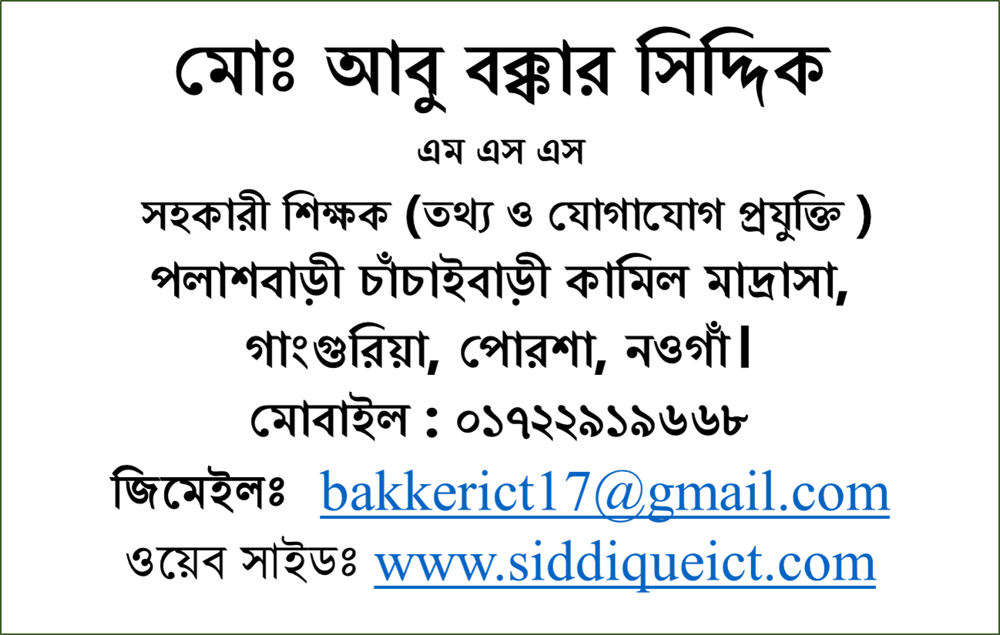 মোঃ আবু বক্কার সিদ্দিক
এম এস এস
সহকারী শিক্ষক (তথ্য ও যোগাযোগ প্রযুক্তি )
পলাশবাড়ী চাঁচাইবাড়ী কামিল মাদ্রাসা,
গাংগুরিয়া, পোরশা, নওগাঁ।
মোবাইল : ০১৭২২৯১৯৬৬৮
জিমেইলঃ bakkerict17@gmail.com
ওয়েব সাইডঃ www.siddiqueict.com